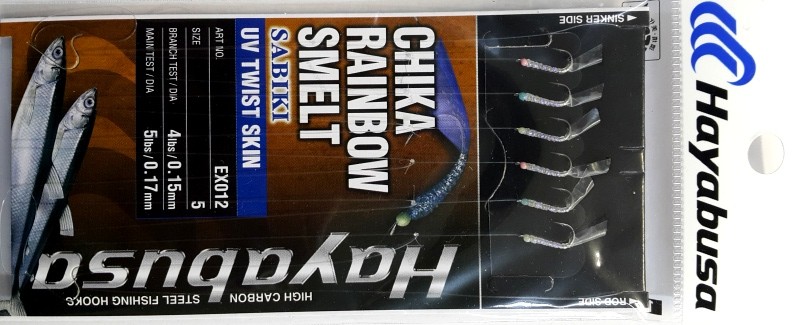 Hayabusa
SINKER SIDE
ROD SIDE
CHIKA
RAINBOW
SMELT
SABIKI
UV TWIST SKIN
ART NO. EX012
SIZE 5
BRANCH TEST / DIA 4lbs / 0.15mm
MAIN TEST / DIA 5lbs / 0.17mm
Hayabusa
HIGH CARBON STEEL FISHING HOOKS